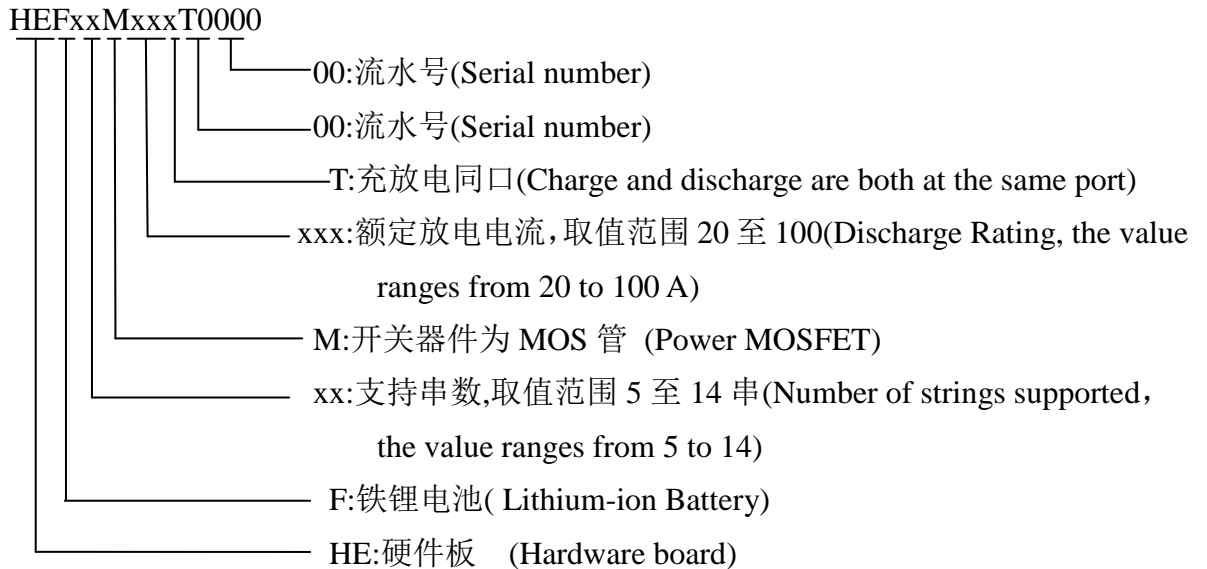 HEFxxMxxxT0000
00:流水号(Serial number)
00:流水号(Serial number)
T:充放电同口(Charge and discharge are both at the same port)
xxx:额定放电电流,取值范围 20 至 100(Discharge Rating, the value
ranges from 20 to 100 A)
M:开关器件为 MOS 管 (Power MOSFET)
xx:支持串数,取值范围 5 至 14 串(Number of strings supported,
the value ranges from 5 to 14)
F:铁锂电池( Lithium-ion Battery)
HE:硬件板 (Hardware board)